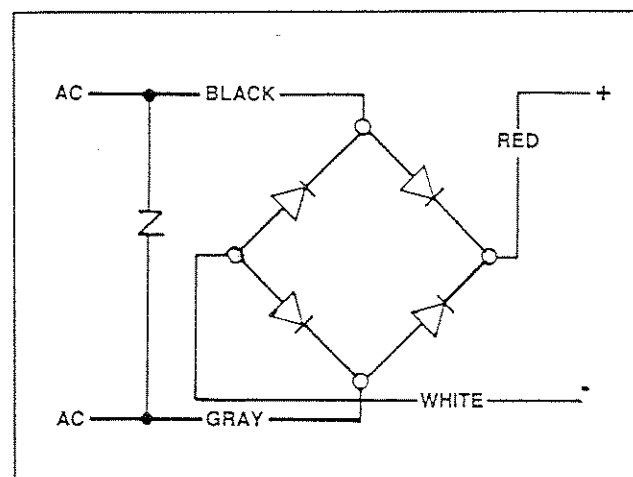 AC BLACK +
RED
Z
WHITE -
AC GRAY